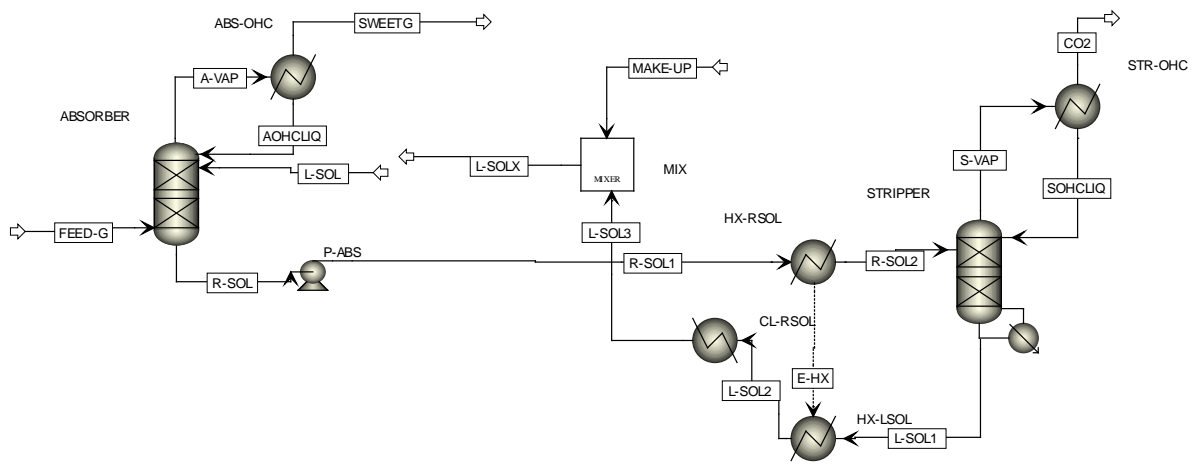 ABS-OHC
SWEETG
CO2
STR-OHC
A-VAP
MAKE-UP
ABSORBER
AOHCLIQ
S-VAP
L-SOL
L-SOLX
MIXER
MIX
STRIPPER
SOHCLIQ
FEED-G
L-SOL3
HX-RSOL
P-ABS
R-SOL1
R-SOL2
R-SOL
CL-RSOL
E-HX
L-SOL2
HX-LSOL
L-SOL1